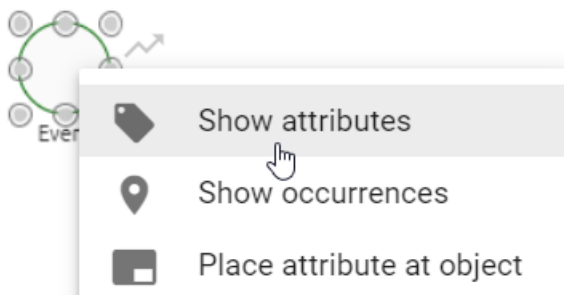 Even
Show attributes
Show occurrences
Place attribute at object